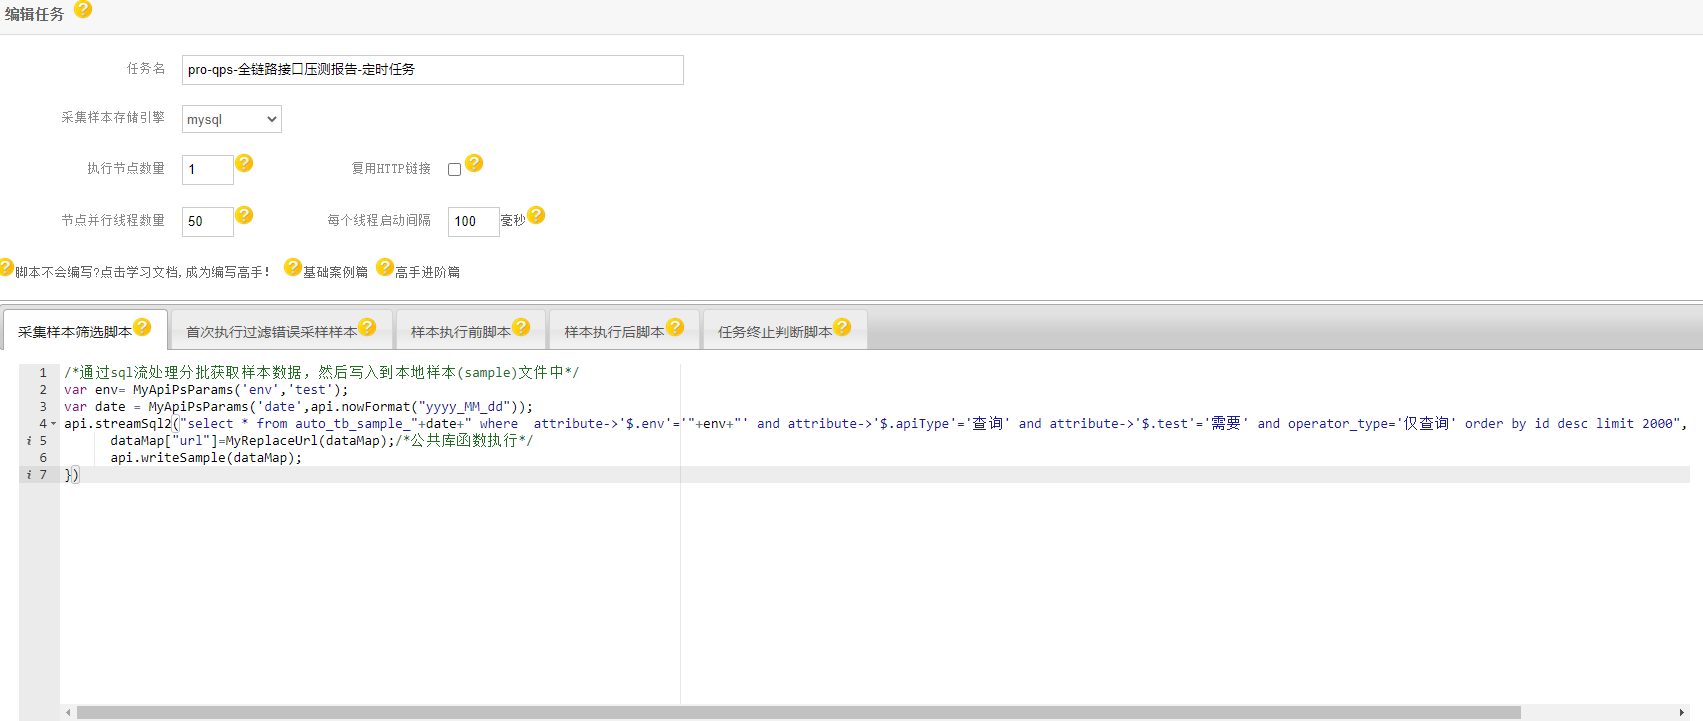 编辑任务
任务名 pro-qps-全链路接口压测报告-定时任务
采集样本存储引擎 mysql
执行节点数量 1 复用HTTP链接
节点并行线程数量 50 每个线程启动间隔 100 毫秒
脚本不会编写?点击学习文档,成为编写高手! 基础案例篇 高手进阶篇
采集样本筛选脚本 首次执行过滤错误采样样本 样本执行前脚本 样本执行后脚本 任务终止判断脚本
1 /*通过sql流处理分批获取样本数据，然后写入到本地样本(sample)文件中*/
2 var env= MyApiPsParams('env','test');
3 var date = MyApiPsParams('date',api.nowFormat("yyyy_MM_dd"));
4 api.streamSql2("select * from auto_tb_sample_"+date+" where  attribute->'$.env'='"+env+"' and attribute->'$.apiType'='查询' and attribute->'$.test'='需要' and operator_type='仅查询' order by id desc limit 2000",
i 5 dataMap["url"]=MyReplaceUrl(dataMap);/*公共库函数执行*/
6 api.writeSample(dataMap);
i 7 })